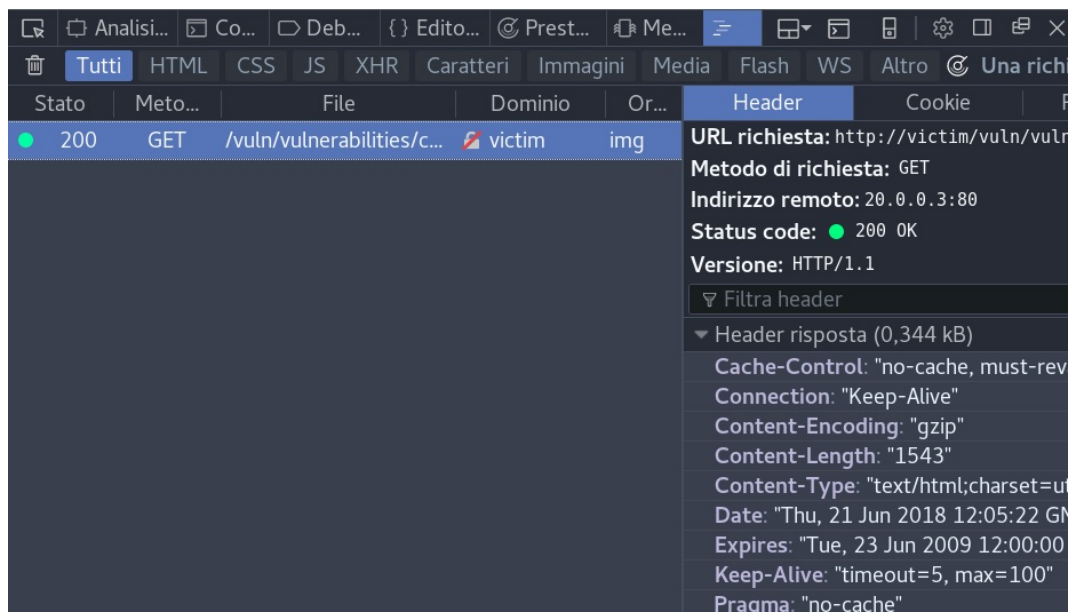 Analisi... Co... Deb... {} Edito... Prest... Me...
Tutti HTML CSS JS XHR Caratteri Immagini Media Flash WS Altro Una richi
Stato Meto... File Dominio Or... Header Cookie
200 GET /vuln/vulnerabilities/c... victim img
URL richiesta: http://victim/vuln/vuln
Metodo di richiesta: GET
Indirizzo remoto: 20.0.0.3:80
Status code: 200 OK
Versione: HTTP/1.1
Filtra header
Header risposta (0,344 kB)
Cache-Control: "no-cache, must-rev
Connection: "Keep-Alive"
Content-Encoding: "gzip"
Content-Length: "1543"
Content-Type: "text/html;charset=ut
Date: "Thu, 21 Jun 2018 12:05:22 GM
Expires: "Tue, 23 Jun 2009 12:00:00
Keep-Alive: "timeout=5, max=100"
Pragma: "no-cache"